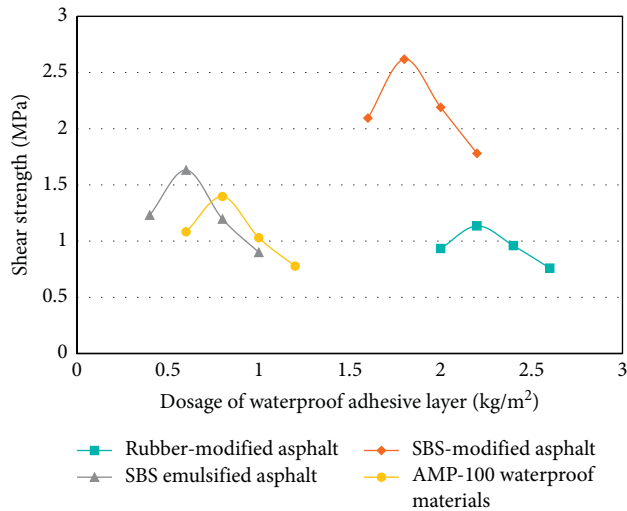 3
2.5
2
1.5
1
0.5
0
Shear strength (MPa)
0 0.5 1 1.5 2 2.5 3
Dosage of waterproof adhesive layer (kg/m²)
Rubber-modified asphalt
SBS emulsified asphalt
SBS-modified asphalt
AMP-100 waterproof
materials